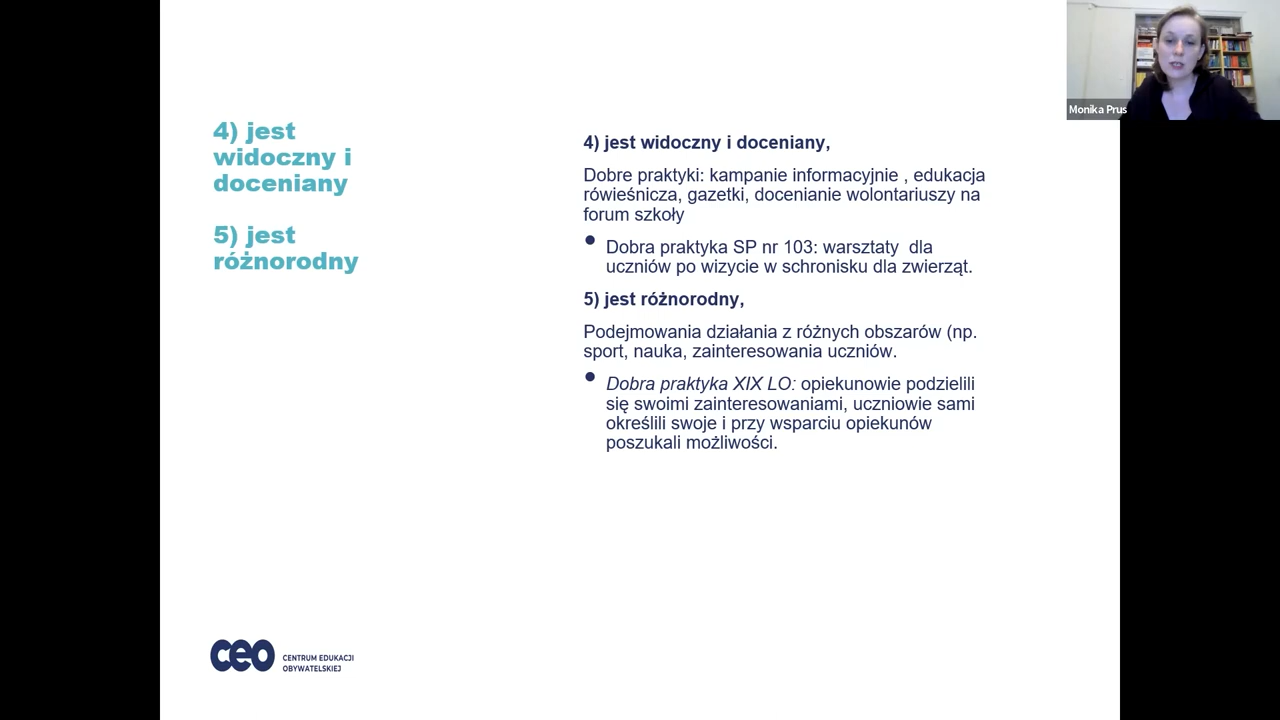 4) jest
widoczny i
doceniany
5) jest
różnorodny
4) jest widoczny i doceniany,
Dobre praktyki: kampanie informacyjnie , edukacja
rówieśnicza, gazetki, docenianie wolontariuszy na
forum szkoły
• Dobra praktyka SP nr 103: warsztaty  dla
uczniów po wizycie w schronisku dla zwierząt.
5) jest różnorodny,
Podejmowania działania z różnych obszarów (np.
sport, nauka, zainteresowania uczniów.
• Dobra praktyka XIX LO: opiekunowie podzielili
się swoimi zainteresowaniami, uczniowie sami
określili swoje i przy wsparciu opiekunów
poszukali możliwości.
ceo CENTRUM EDUKACJI
OBYWATELSKIEJ
Monika Prus